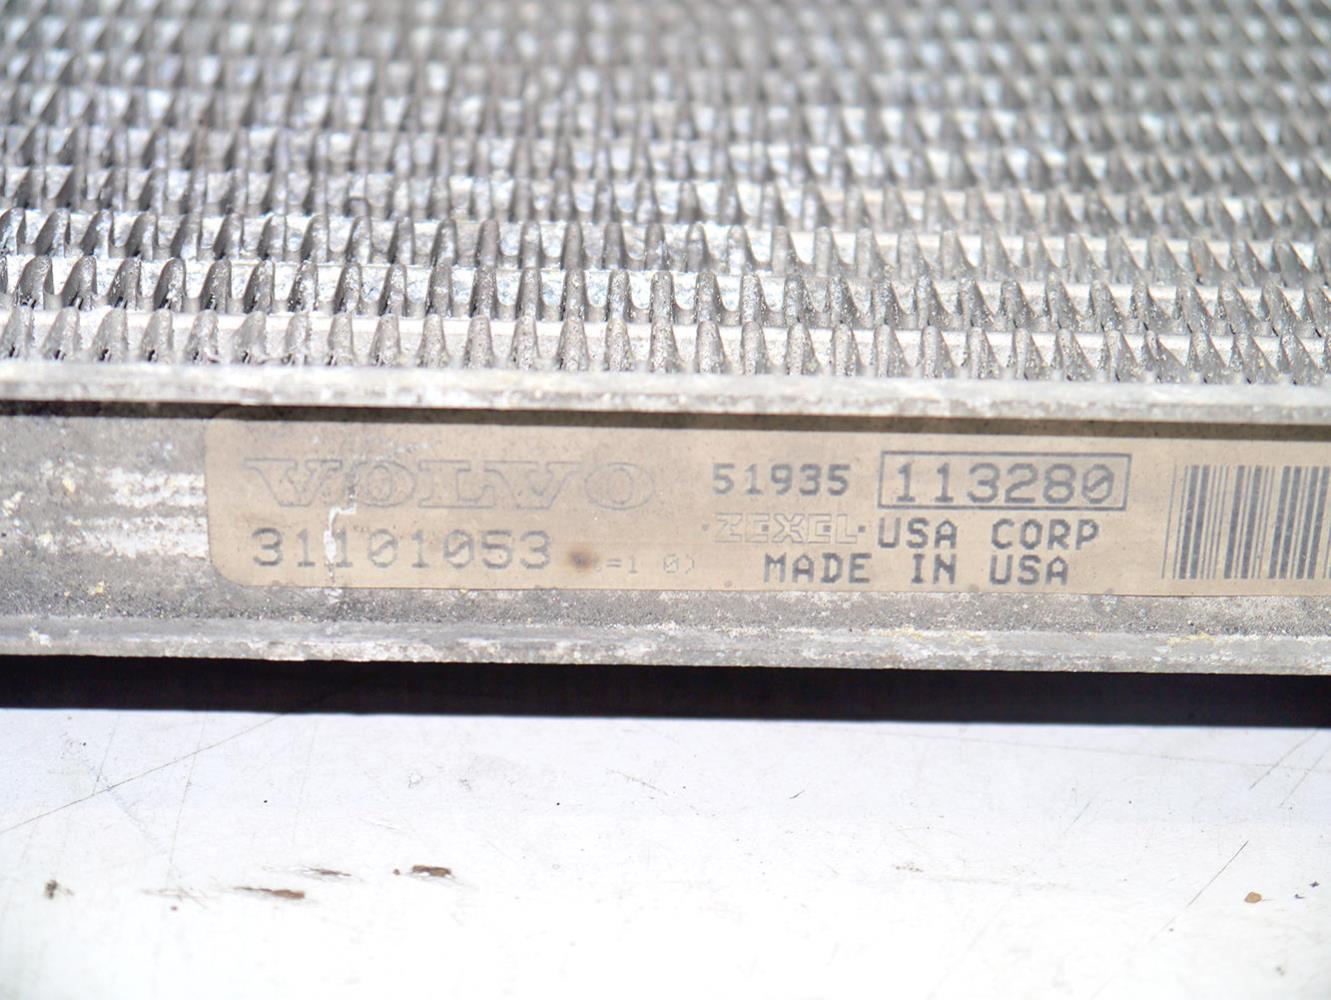 VOLVO 51935 113280
31101053 ZEXEL USA CORP
MADE IN USA